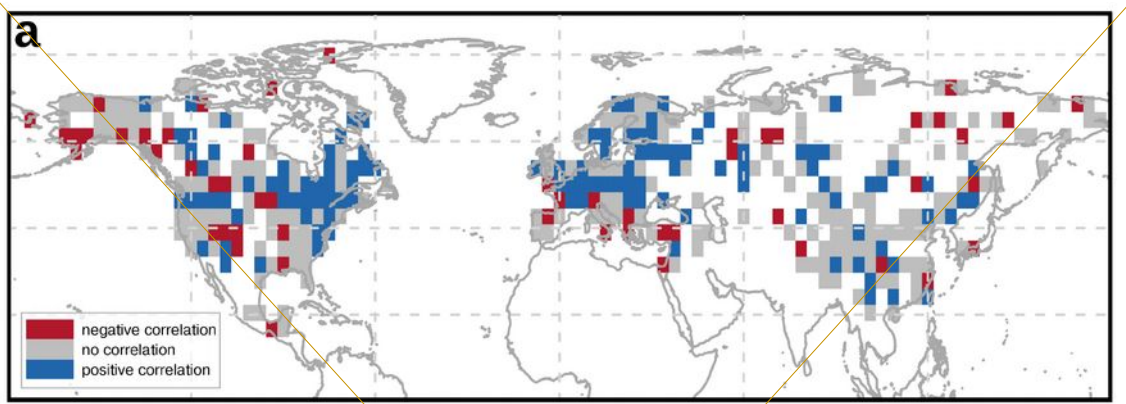 a
negative correlation
no correlation
positive correlation